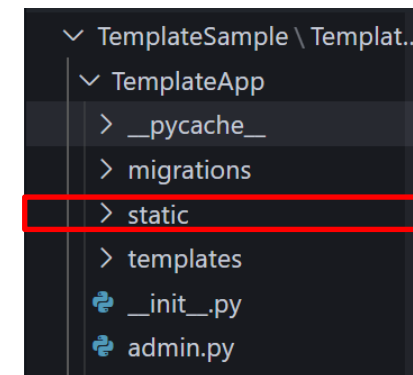 TemplateSample \ Templat...
TemplateApp
__pycache__
migrations
static
templates
__init__.py
admin.py